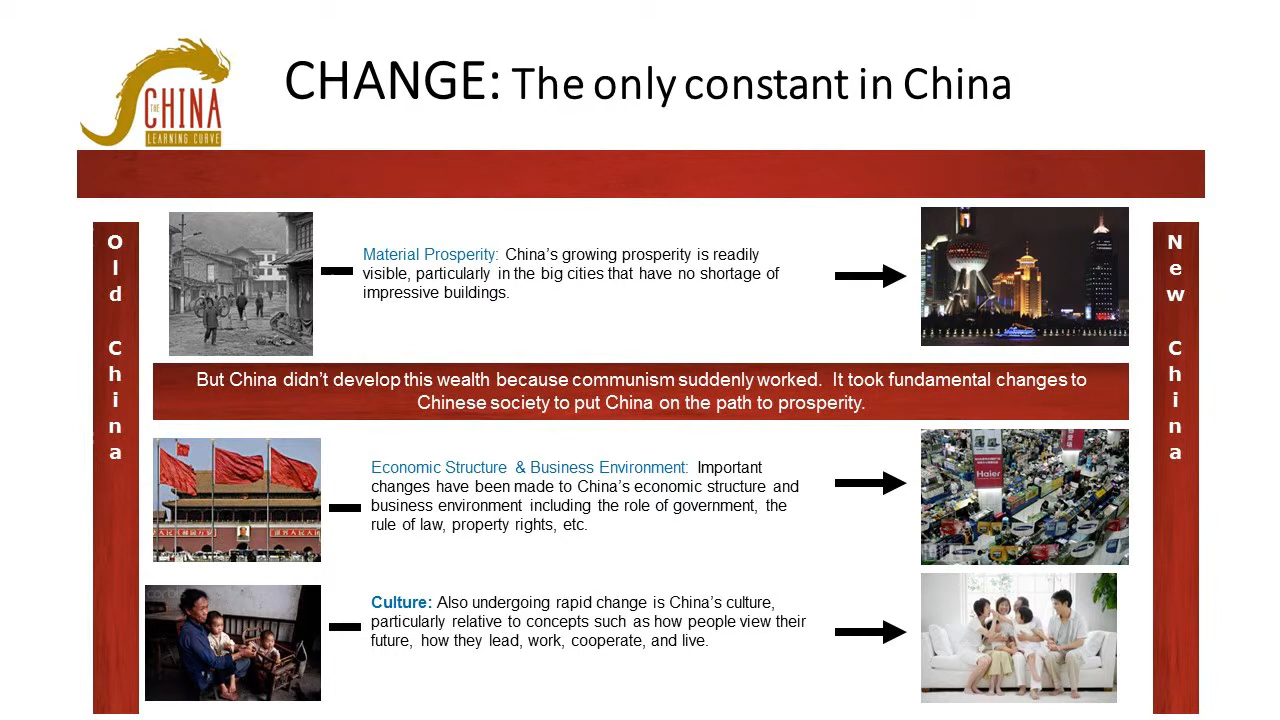 THE
CHINA
LEARNING CURVE
CHANGE: The only constant in China
Old China
Material Prosperity: China's growing prosperity is readily
visible, particularly in the big cities that have no shortage of
impressive buildings.
But China didn't develop this wealth because communism suddenly worked. It took fundamental changes to
Chinese society to put China on the path to prosperity.
Economic Structure & Business Environment: Important
changes have been made to China's economic structure and
business environment including the role of government, the
rule of law, property rights, etc.
Haier
Culture: Also undergoing rapid change is China's culture,
particularly relative to concepts such as how people view their
future, how they lead, work, cooperate, and live.
corbis
New China